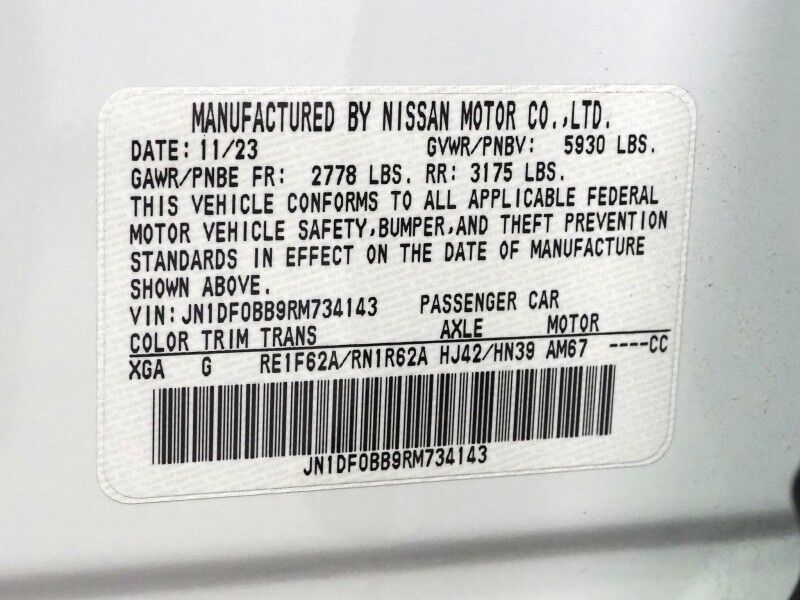 MANUFACTURED BY NISSAN MOTOR CO.,LTD.
DATE: 11/23 GVWR/PNBV: 5930 LBS.
GAWR/PNBE FR: 2778 LBS. RR: 3175 LBS.
THIS VEHICLE CONFORMS TO ALL APPLICABLE FEDERAL
MOTOR VEHICLE SAFETY,BUMPER,AND THEFT PREVENTION
STANDARDS IN EFFECT ON THE DATE OF MANUFACTURE
SHOWN ABOVE.
VIN: JN1DF0BB9RM734143 PASSENGER CAR
COLOR TRIM TRANS AXLE MOTOR
XGA G RE1F62A/RN1R62A HJ42/HN39 AM67 ----CC
JN1DF0BB9RM734143